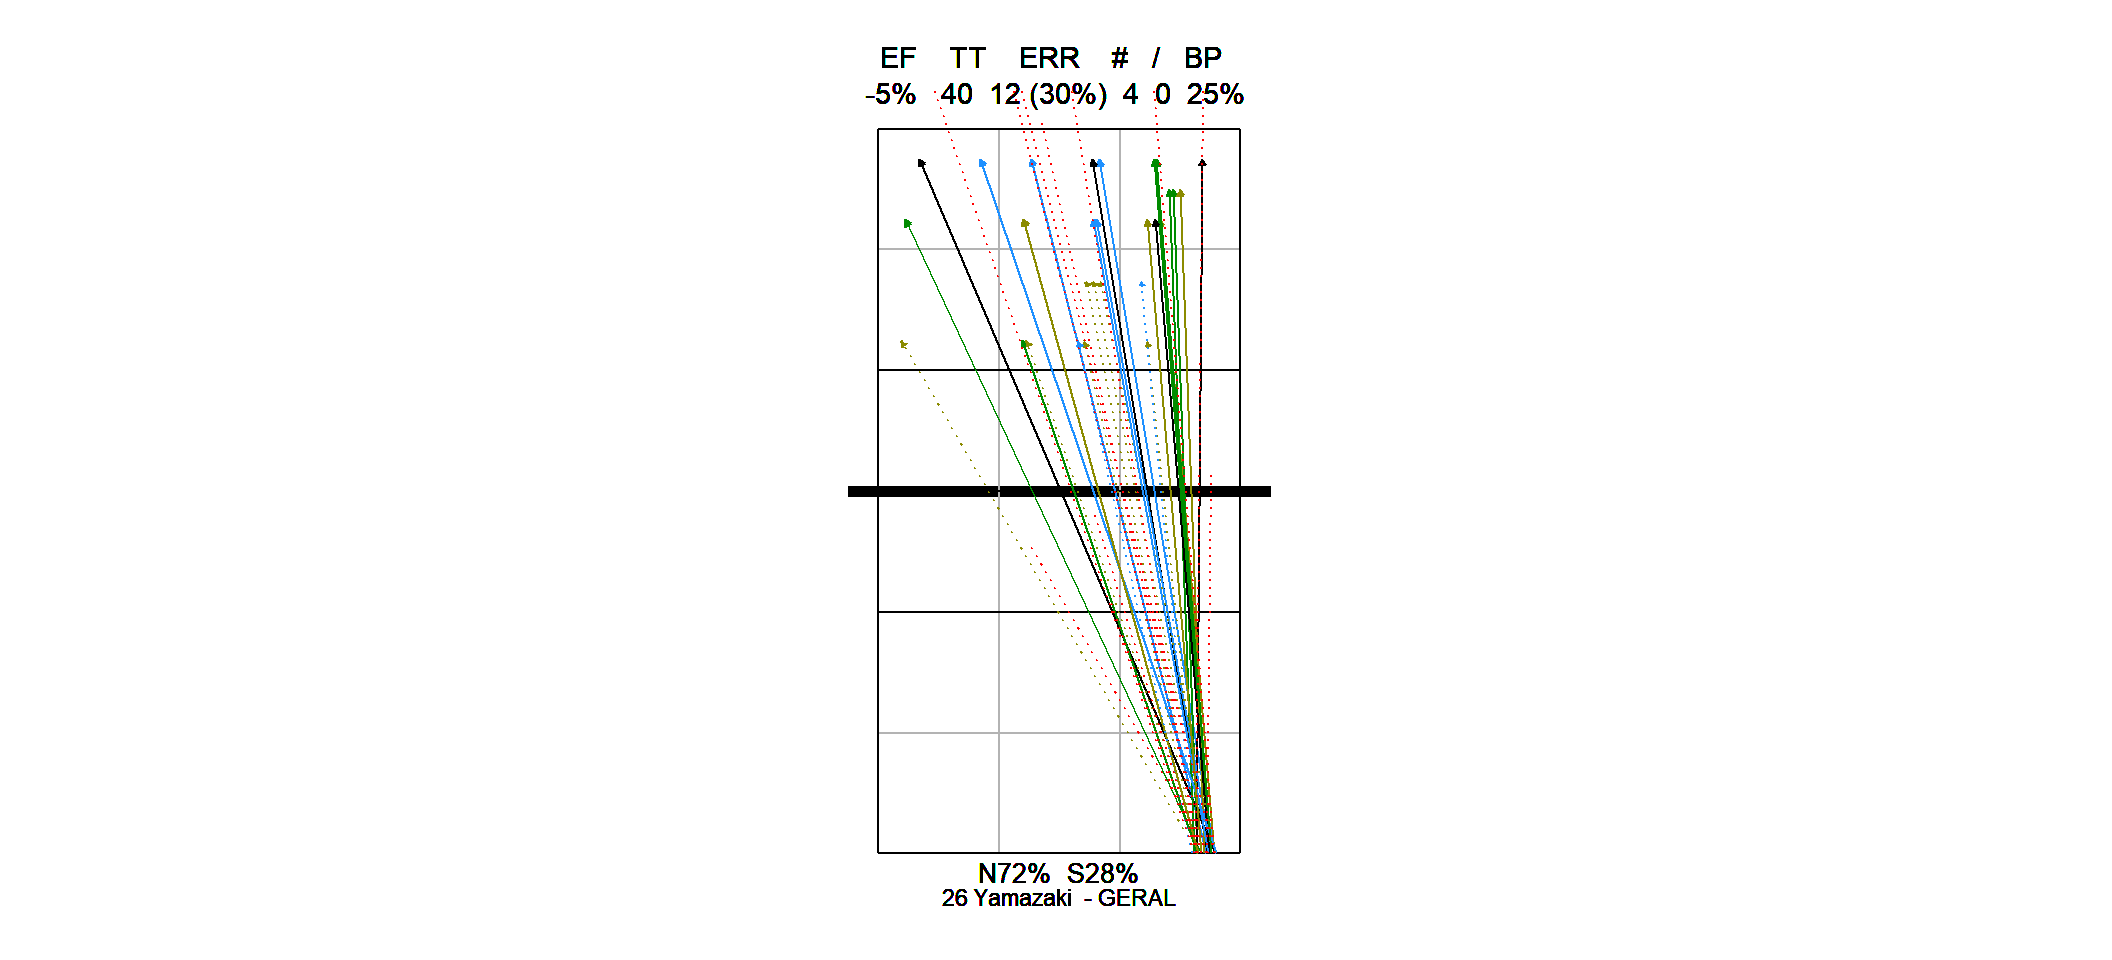 EF TT ERR # / BP
-5% 40 12 (30%) 4 0 25%
N72% S28%
26 Yamazaki - GERAL